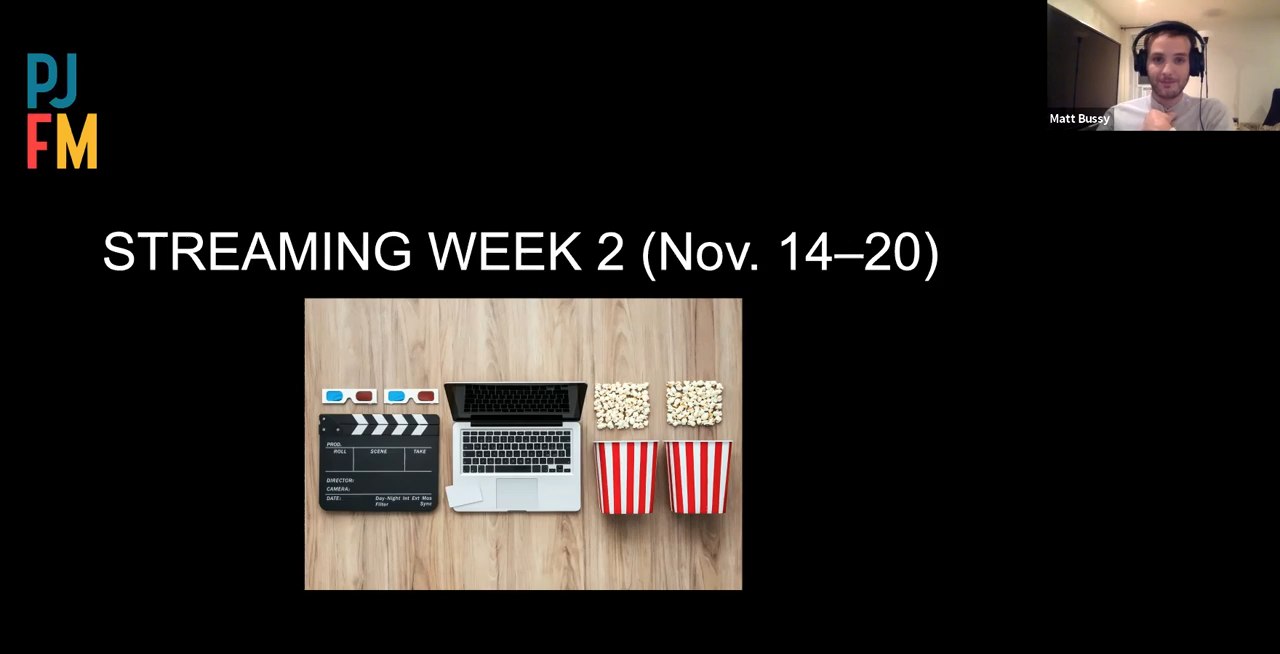 PJ
FM
Matt Bussy
STREAMING WEEK 2 (Nov. 14–20)
PROD.
ROLL SCENE TAKE
DIRECTOR:
CAMERA:
DATE: Day-Night Int Ext Mos
Filter Sync